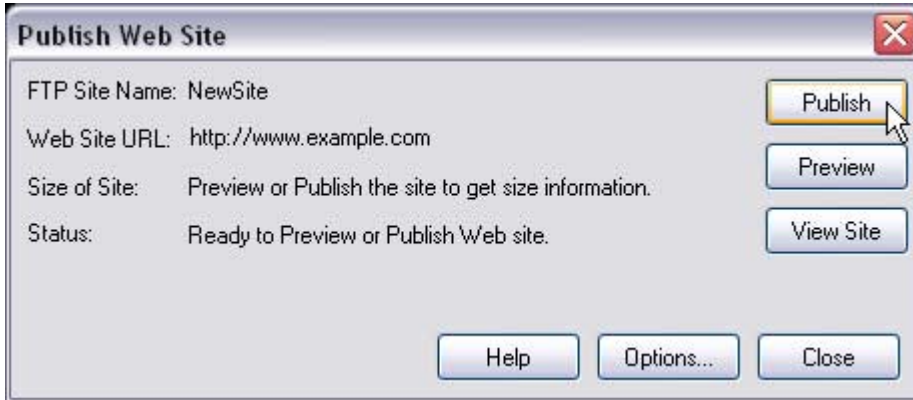 Publish Web Site
FTP Site Name: NewSite
Publish
Web Site URL: http://www.example.com
Preview
Size of Site: Preview or Publish the site to get size information.
Status: Ready to Preview or Publish Web site.
View Site
Help Options... Close